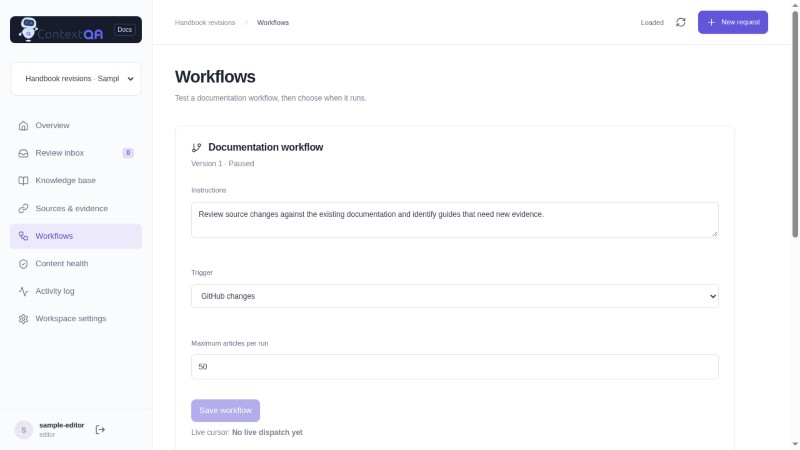 ContextQA
Docs
Handbook revisions / Workflows
Loaded
New request
Handbook revisions · Sampl
Overview
Review inbox
Knowledge base
Sources & evidence
Workflows
Content health
Activity log
Workspace settings
S
sample-editor
editor
Workflows
Test a documentation workflow, then choose when it runs.
Documentation workflow
Version 1 · Paused
Instructions
Review source changes against the existing documentation and identify guides that need new evidence.
Trigger
GitHub changes
Maximum articles per run
50
Save workflow
Live cursor: No live dispatch yet